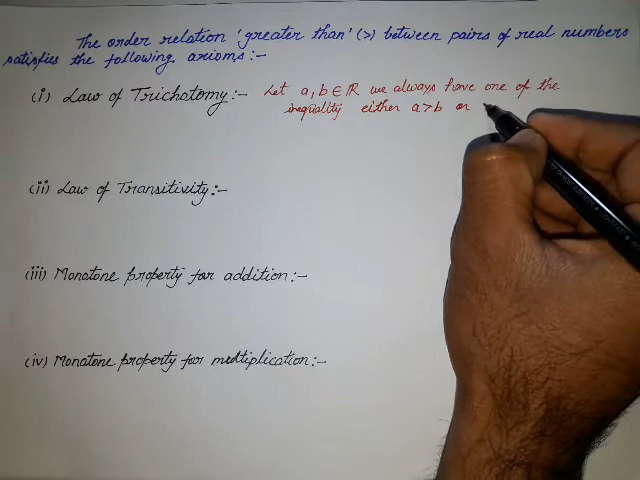 The order relation 'greater than' (>) between pairs of real numbers
satisfies the following axioms:-
(i) Law of Trichotomy:- Let a, b ∈ ℝ we always have one of the
inequality either a > b or
(ii) Law of Transitivity:-
(iii) Monotone property for addition:-
(iv) Monotone property for multiplication:-